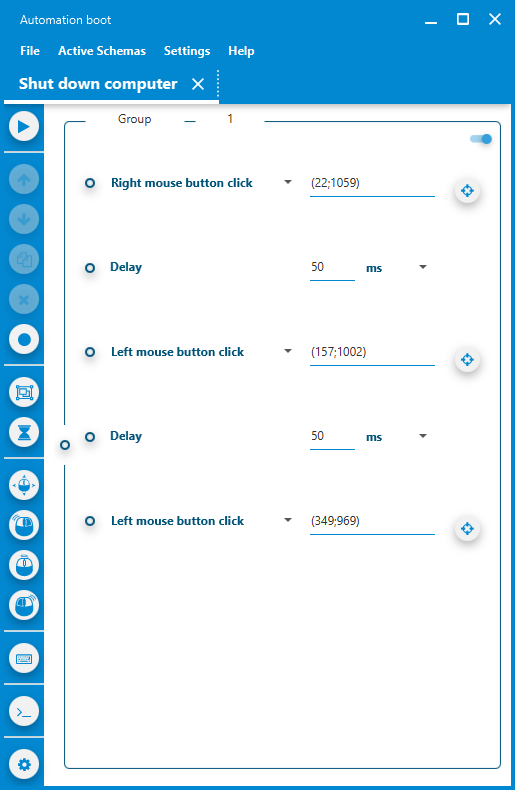 Automation boot
File Active Schemas Settings Help
Shut down computer
Group 1
Right mouse button click (22;1059)
Delay 50 ms
Left mouse button click (157;1002)
Delay 50 ms
Left mouse button click (349;969)